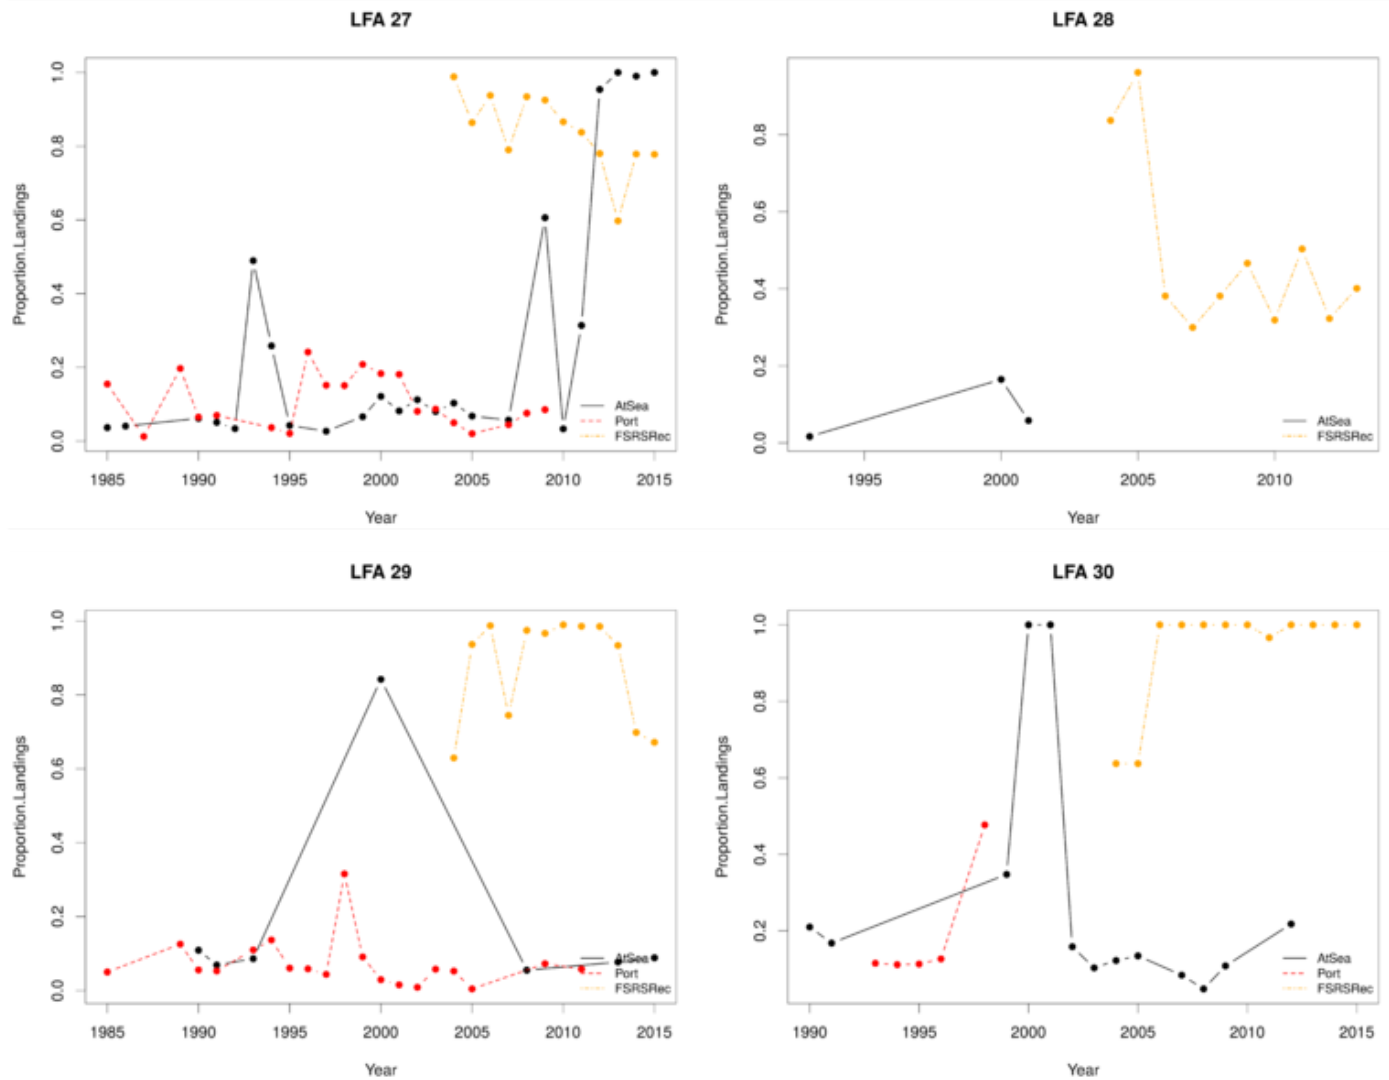 LFA 27
Proportion.Landings
1.0
0.8
0.6
0.4
0.2
0.0
AtSea
Port
FSRSRec
1985 1990 1995 2000 2005 2010 2015
Year
LFA 28
Proportion.Landings
0.8
0.6
0.4
0.2
0.0
AtSea
FSRSRec
1995 2000 2005 2010
Year
LFA 29
Proportion.Landings
1.0
0.8
0.6
0.4
0.2
0.0
AtSea
Port
FSRSRec
1985 1990 1995 2000 2005 2010 2015
Year
LFA 30
Proportion.Landings
1.0
0.8
0.6
0.4
0.2
AtSea
Port
FSRSRec
1990 1995 2000 2005 2010 2015
Year